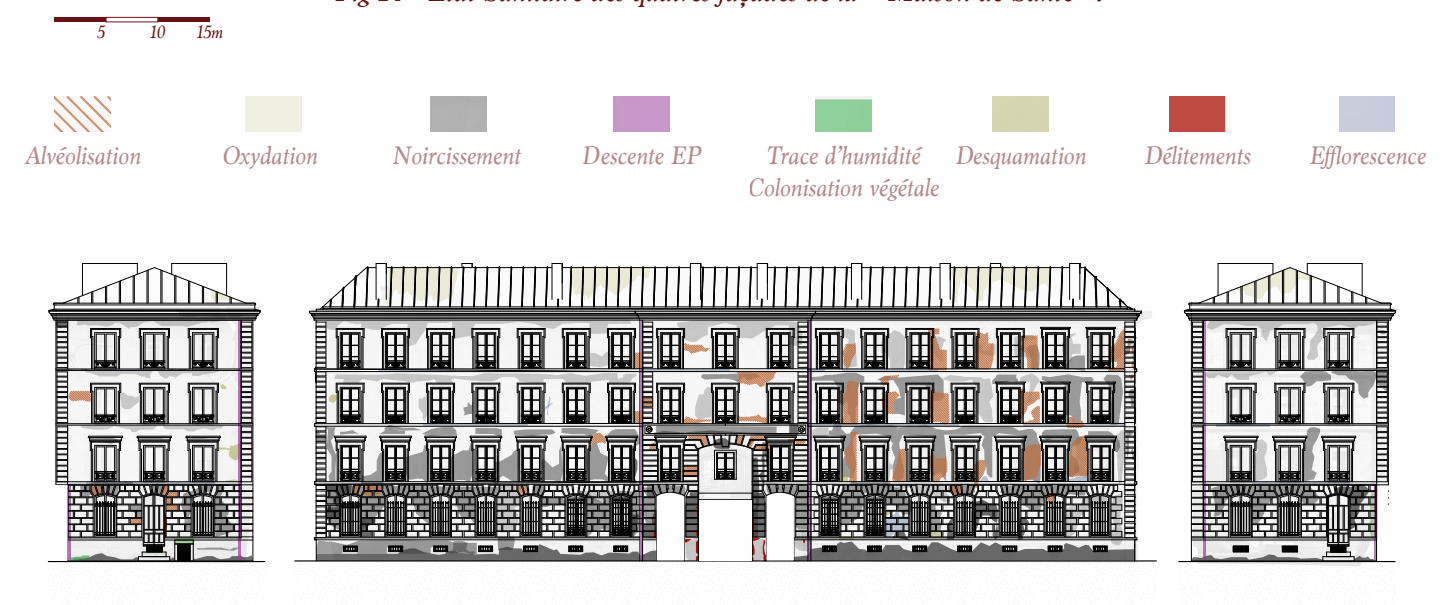 5 10 15m
Alvéolisation Oxydation Noircissement Descente EP Trace d'humidité Desquamation Délitements Efflorescence
Colonisation végétale